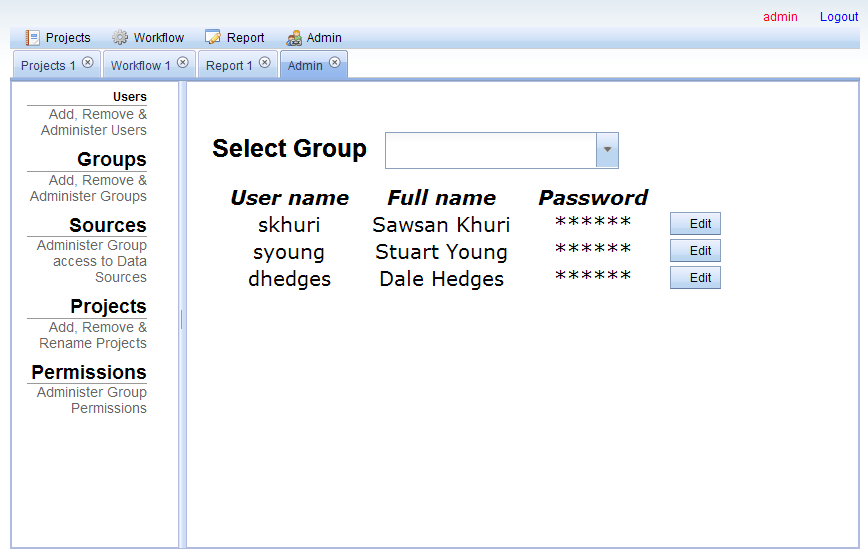 admin Logout
Projects Workflow Report Admin
Projects 1 Workflow 1 Report 1 Admin
Users
Add, Remove &
Administer Users
Groups
Add, Remove &
Administer Groups
Sources
Administer Group
access to Data
Sources
Projects
Add, Remove &
Rename Projects
Permissions
Administer Group
Permissions
Select Group
User name Full name Password
skhuri Sawsan Khuri ****** Edit
syoung Stuart Young ****** Edit
dhedges Dale Hedges ****** Edit